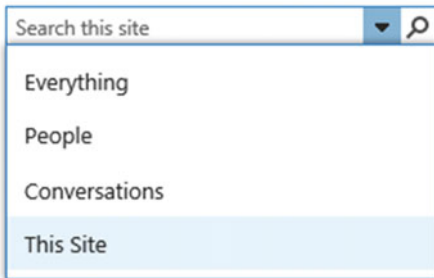 Search this site
Everything
People
Conversations
This Site